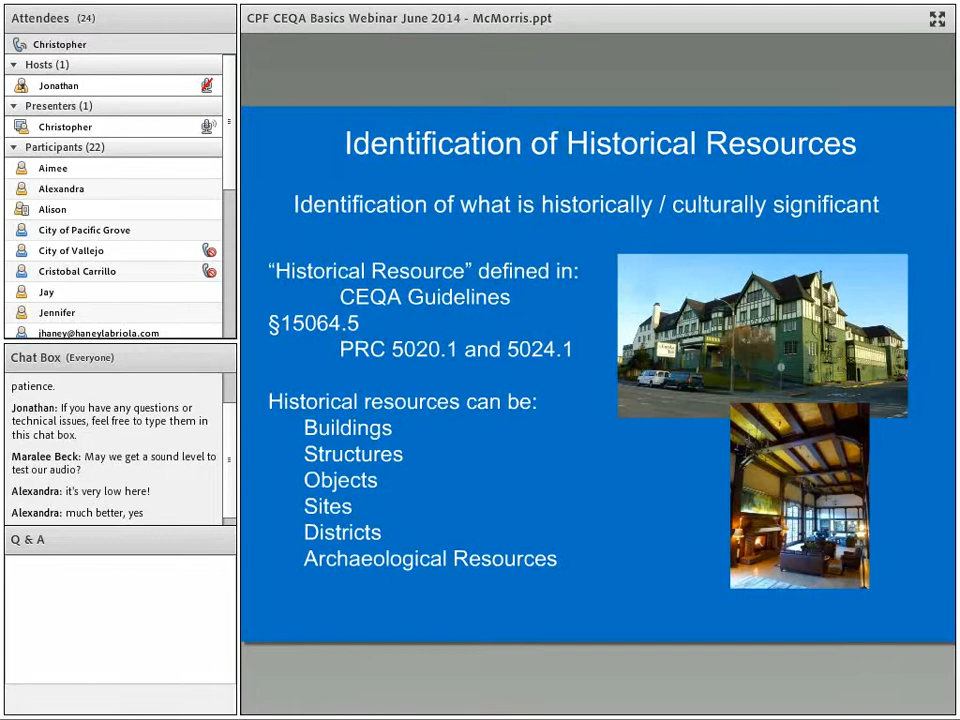 Attendees (24)
Christopher
Hosts (1)
Jonathan
Presenters (1)
Christopher
Participants (22)
Aimee
Alexandra
Alison
City of Pacific Grove
City of Vallejo
Cristobal Carrillo
Jay
Jennifer
jhaney@haneylabriola.com
Chat Box (Everyone)
patience.
Jonathan: If you have any questions or
technical issues, feel free to type them in
this chat box.
Maralee Beck: May we get a sound level to
test our audio?
Alexandra: it's very low here!
Alexandra: much better, yes
Q & A
CPF CEQA Basics Webinar June 2014 - McMorris.ppt
Identification of Historical Resources
Identification of what is historically / culturally significant
“Historical Resource” defined in:
CEQA Guidelines
§15064.5
PRC 5020.1 and 5024.1
Historical resources can be:
Buildings
Structures
Objects
Sites
Districts
Archaeological Resources